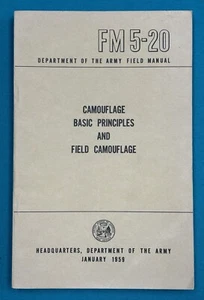 FM 5-20
DEPARTMENT OF THE ARMY FIELD MANUAL
CAMOUFLAGE
BASIC PRINCIPLES
AND
FIELD CAMOUFLAGE
HEADQUARTERS, DEPARTMENT OF THE ARMY
JANUARY 1959